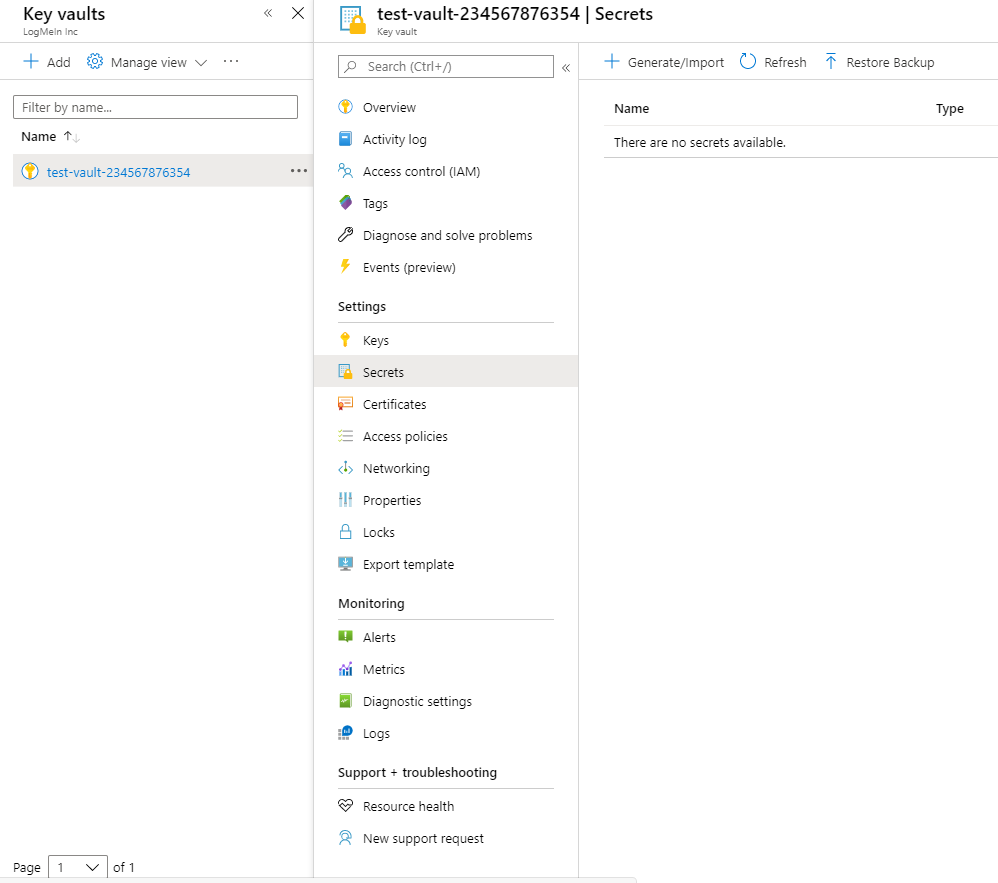 Key vaults
LogMeIn Inc
Add
Manage view
Filter by name...
Name
test-vault-234567876354
Page 1 of 1
test-vault-234567876354 | Secrets
Key vault
Search (Ctrl+/)
Overview
Activity log
Access control (IAM)
Tags
Diagnose and solve problems
Events (preview)
Settings
Keys
Secrets
Certificates
Access policies
Networking
Properties
Locks
Export template
Monitoring
Alerts
Metrics
Diagnostic settings
Logs
Support + troubleshooting
Resource health
New support request
Generate/Import Refresh Restore Backup
Name Type
There are no secrets available.